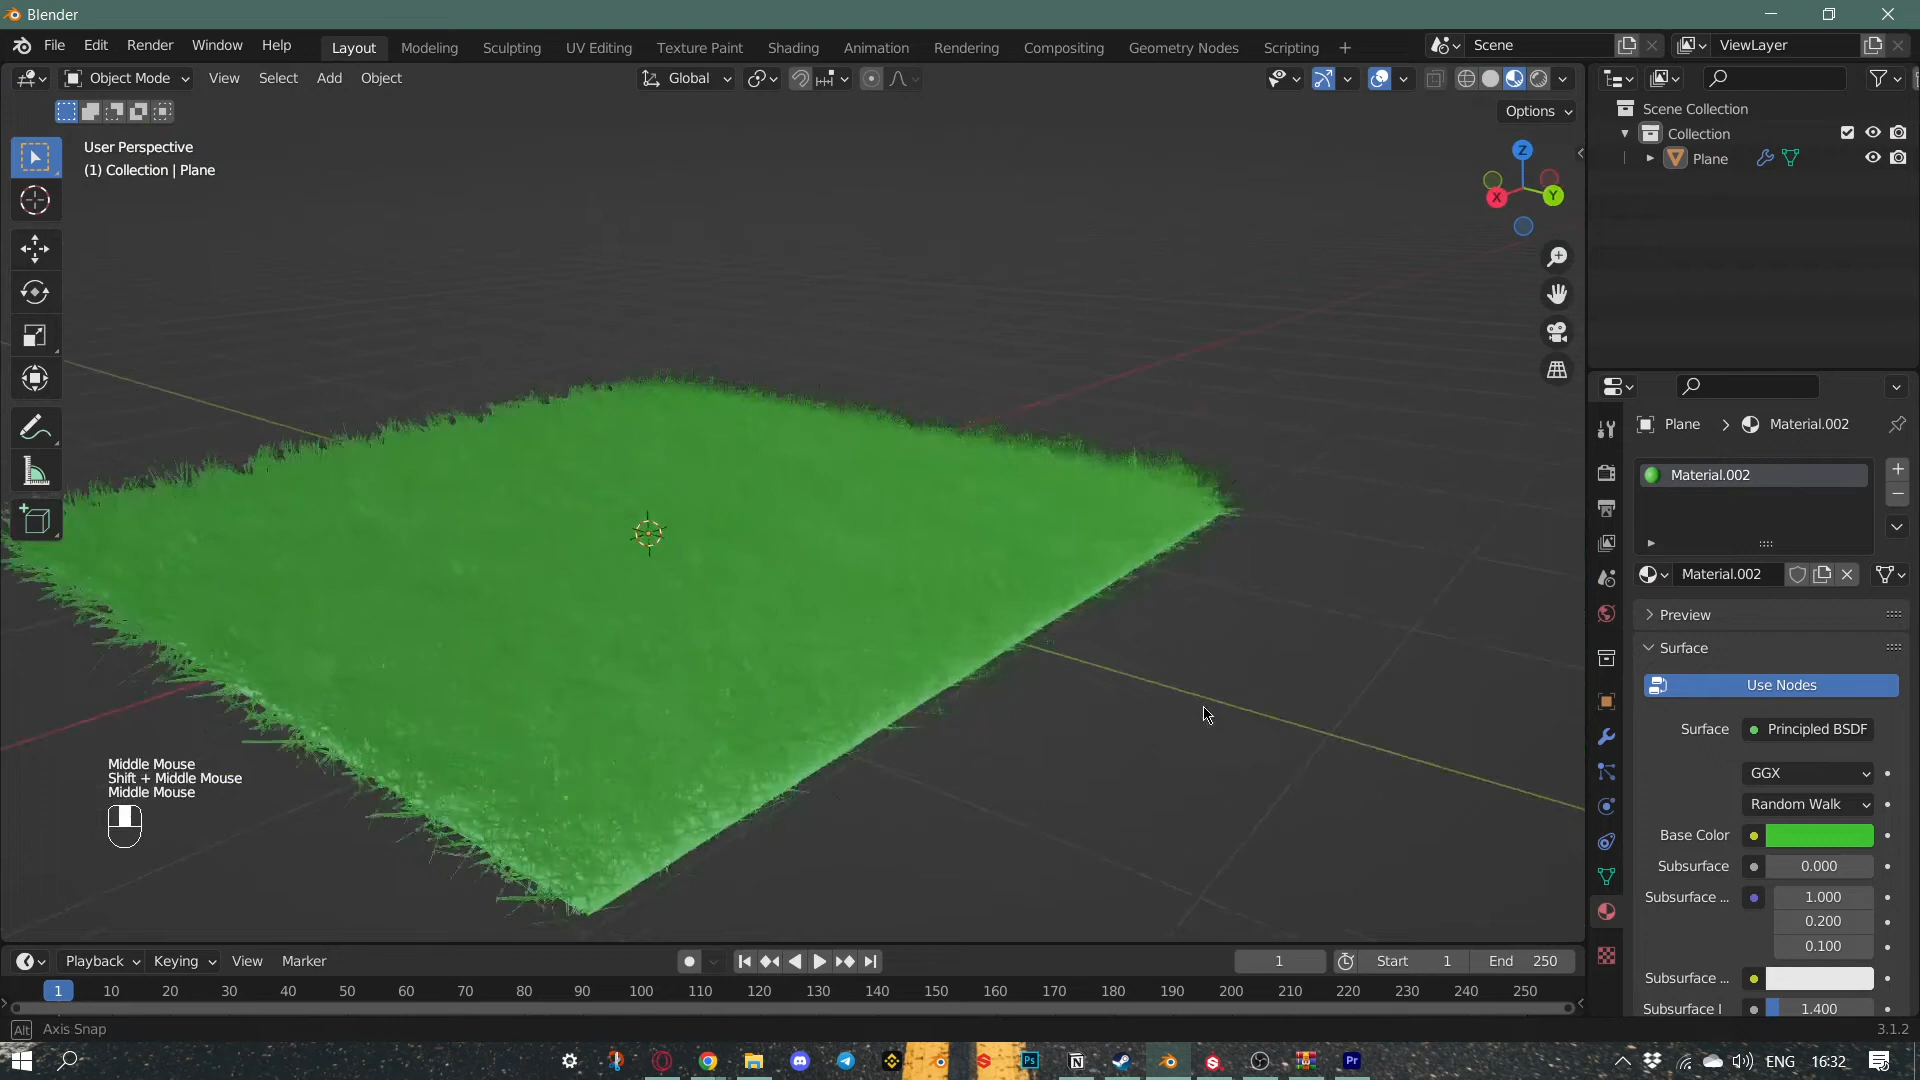 Blender
File Edit Render Window Help Layout Modeling Sculpting UV Editing Texture Paint Shading Animation Rendering Compositing Geometry Nodes Scripting + Scene ViewLayer
Object Mode View Select Add Object Global
Options
User Perspective
(1) Collection | Plane
Z
X
Y
Scene Collection
Collection
Plane
Plane > Material.002
Material.002
Material.002
Preview
Surface
Use Nodes
Surface Principled BSDF
GGX
Random Walk
Base Color
Subsurface 0.000
Subsurface ... 1.000
0.200
0.100
Subsurface ...
Subsurface I 1.400
Middle Mouse
Shift + Middle Mouse
Middle Mouse
Playback Keying View Marker 1 Start 1 End 250
1 10 20 30 40 50 60 70 80 90 100 110 120 130 140 150 160 170 180 190 200 210 220 230 240 250
Alt Axis Snap 3.1.2
Ps Pr ENG 16:32